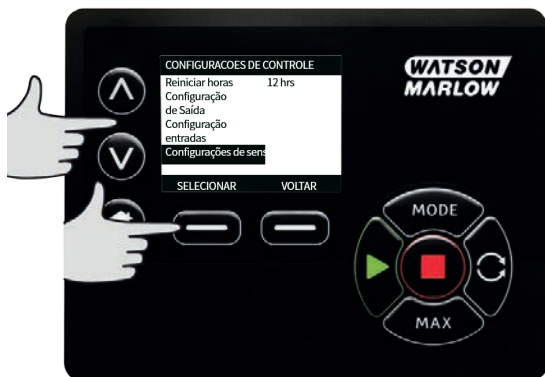 CONFIGURACOES DE CONTROLE
Reiniciar horas 12 hrs
Configuração
de Saída
Configuração
entradas
Configurações de sens
SELECIONAR VOLTAR
WATSON
MARLOW
MODE
MAX